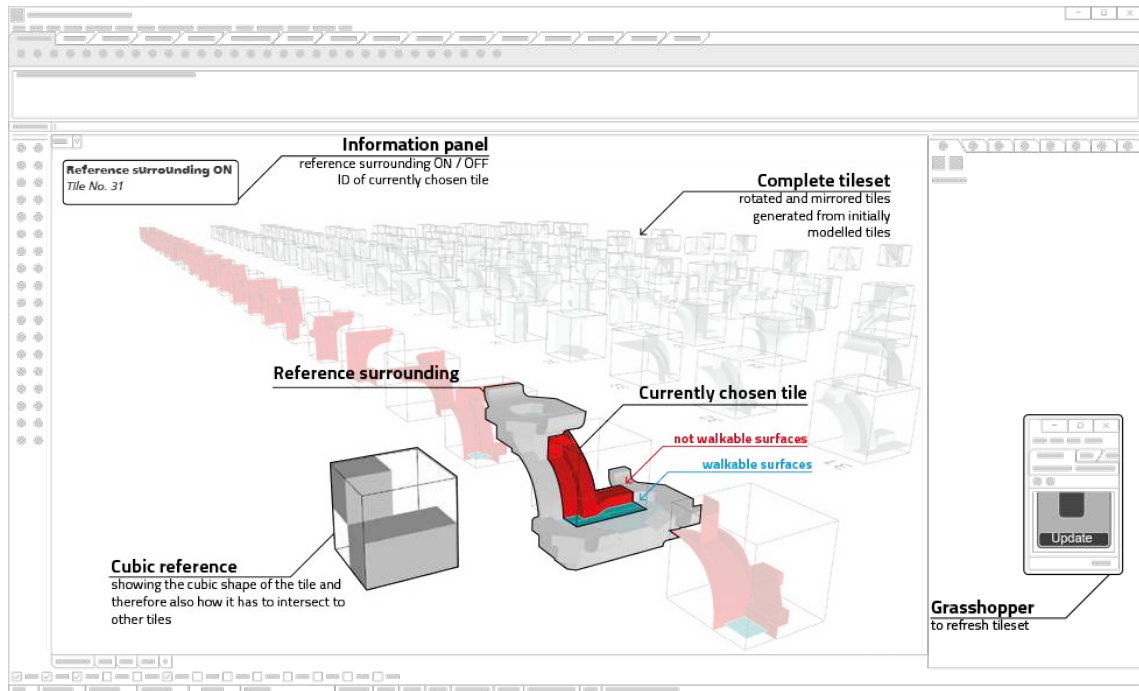 Information panel
reference surrounding ON / OFF
ID of currently chosen tile
Reference surrounding ON
Tile No. 31
Complete tileset
rotated and mirrored tiles
generated from initially
modelled tiles
Reference surrounding
Currently chosen tile
not walkable surfaces
walkable surfaces
Cubic reference
showing the cubic shape of the tile and
therefore also how it has to intersect to
other tiles
Update
Grasshopper
to refresh tileset